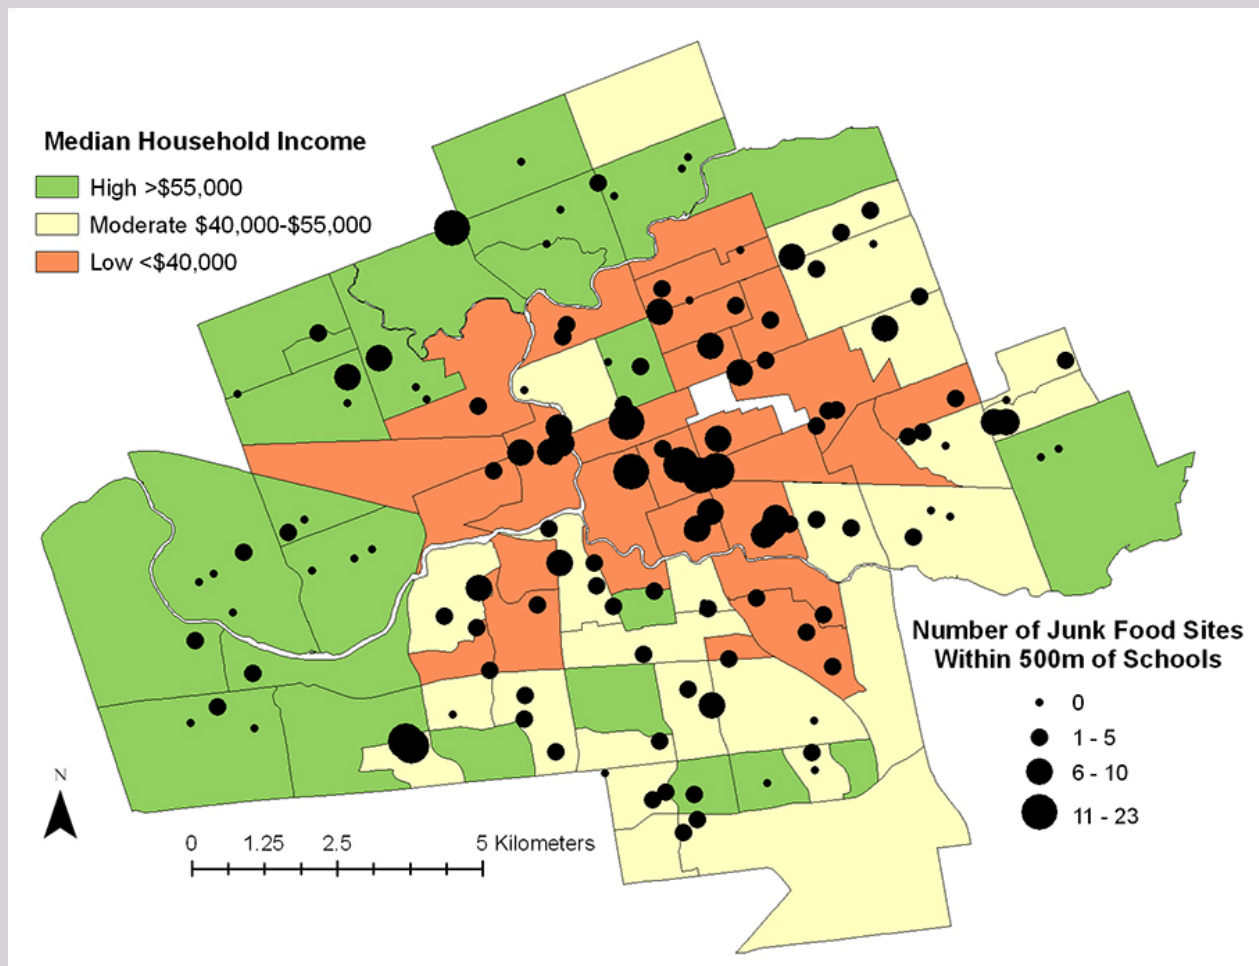 Median Household Income
High >$55,000
Moderate $40,000-$55,000
Low <$40,000
Number of Junk Food Sites
Within 500m of Schools
0
1 - 5
6 - 10
11 - 23
N
0 1.25 2.5 5 Kilometers